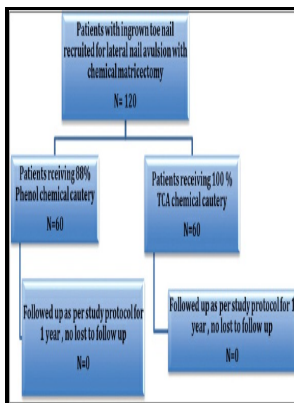 Patients with ingrown toe nail
recruited for lateral nail avulsion with
chemical matricectomy
N= 120
Patients receiving 88%
Phenol chemical cautery
N=60
Patients receiving 100 %
TCA chemical cautery
N=60
Followed up as per study protocol for
1 year , no lost to follow up
N=0
Followed up as per study protocol for 1
year , no lost to follow up
N=0